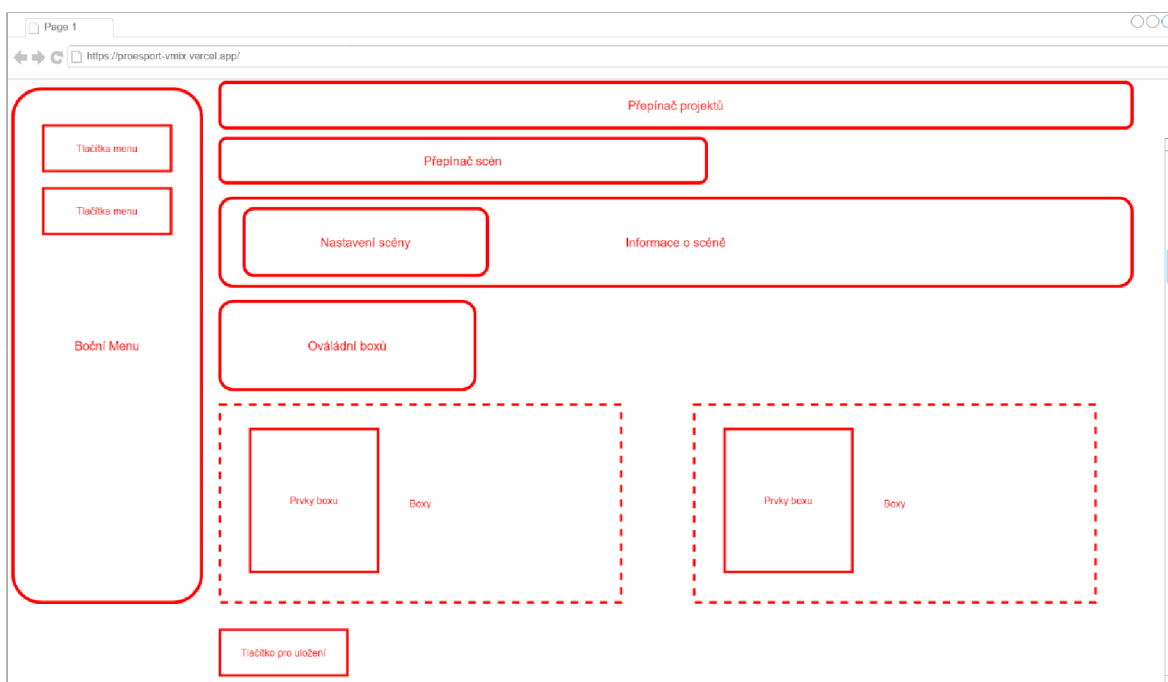 Page 1
https://proesport-vmix.vercel.app/
Přepínač projektů
Tlačítka menu
Přepínač scén
Tlačítka menu
Nastavení scény
Informace o scéně
Boční Menu
Ováládní boxů
Prvky boxu
Boxy
Prvky boxu
Boxy
Tlačítko pro uložení